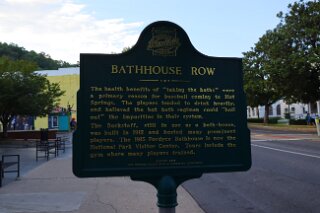 BATHHOUSE ROW
The health benefits of "taking the baths" were
a primary reason for baseball coming to Hot
Springs. The players tended to drink heavily,
and believed the hot bath regimen could "boil
out" the impurities in their system.
The Buckstaff, still in use as a bath-house,
was built in 1912 and hosted many prominent
players. The 1915 Fordyce Bathhouse is now the
National Park Visitor Center. Tours include the
gym where many players trained.